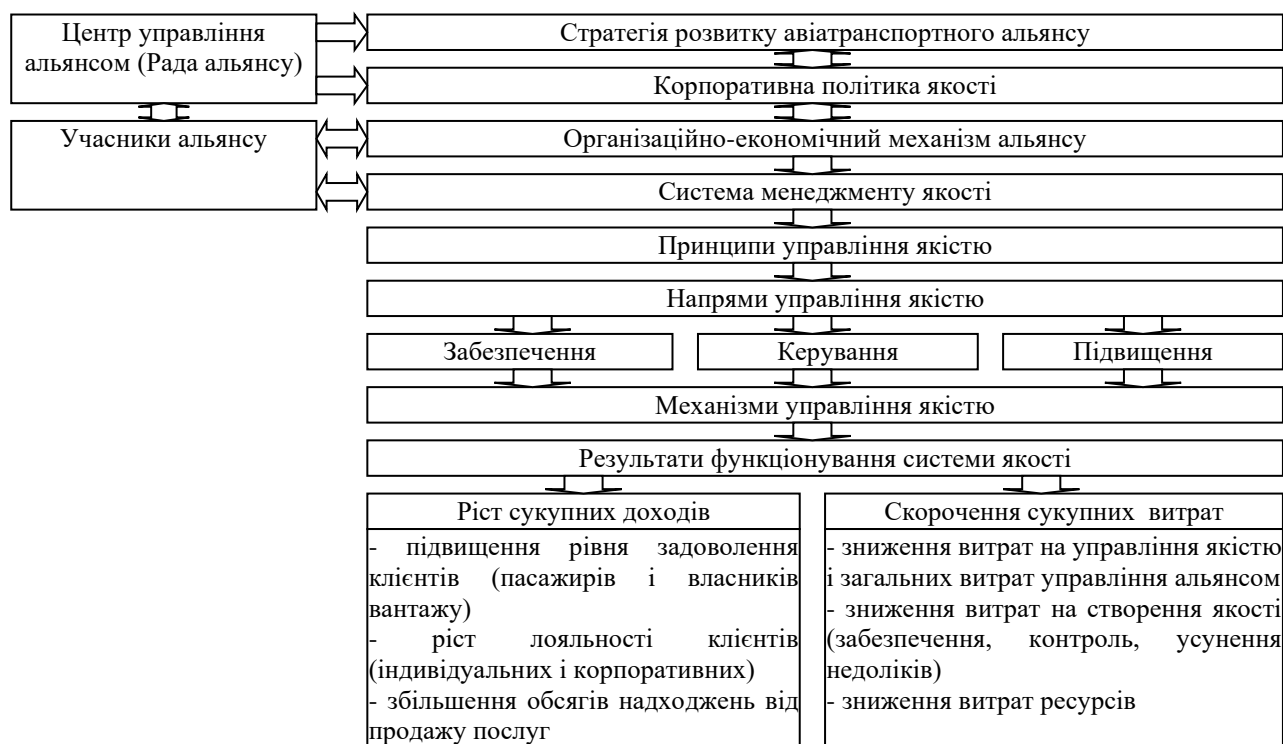 Центр управління
альянсом (Рада альянсу)
Учасники альянсу
Стратегія розвитку авіатранспортного альянсу
Корпоративна політика якості
Організаційно-економічний механізм альянсу
Система менеджменту якості
Принципи управління якістю
Напрями управління якістю
Забезпечення
Керування
Підвищення
Механізми управління якістю
Результати функціонування системи якості
Ріст сукупних доходів
- підвищення рівня задоволення
клієнтів (пасажирів і власників
вантажу)
- ріст лояльності клієнтів
(індивідуальних і корпоративних)
- збільшення обсягів надходжень від
продажу послуг
Скорочення сукупних витрат
- зниження витрат на управління якістю
і загальних витрат управління альянсом
- зниження витрат на створення якості
(забезпечення, контроль, усунення
недоліків)
- зниження витрат ресурсів